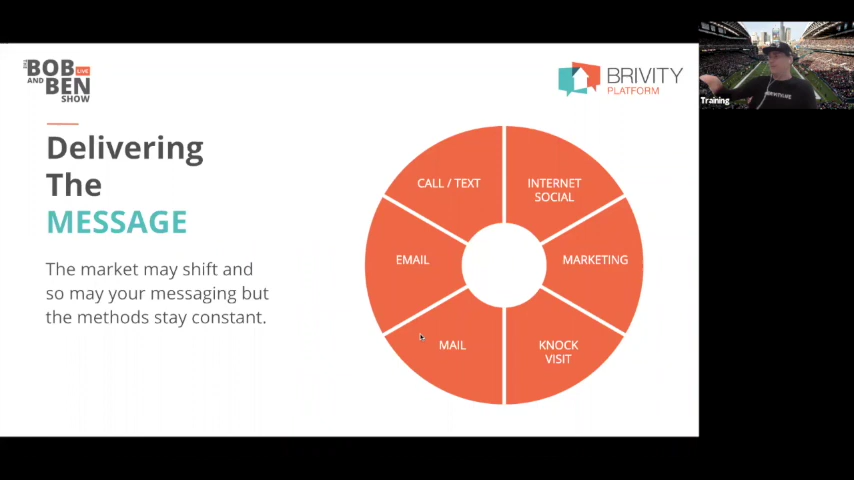 THE
BOB
LIVE
AND
BEN
SHOW
BRIVITY
PLATFORM
Training
Delivering
The
MESSAGE
The market may shift and
so may your messaging but
the methods stay constant.
CALL / TEXT
INTERNET
SOCIAL
EMAIL
MARKETING
MAIL
KNOCK
VISIT